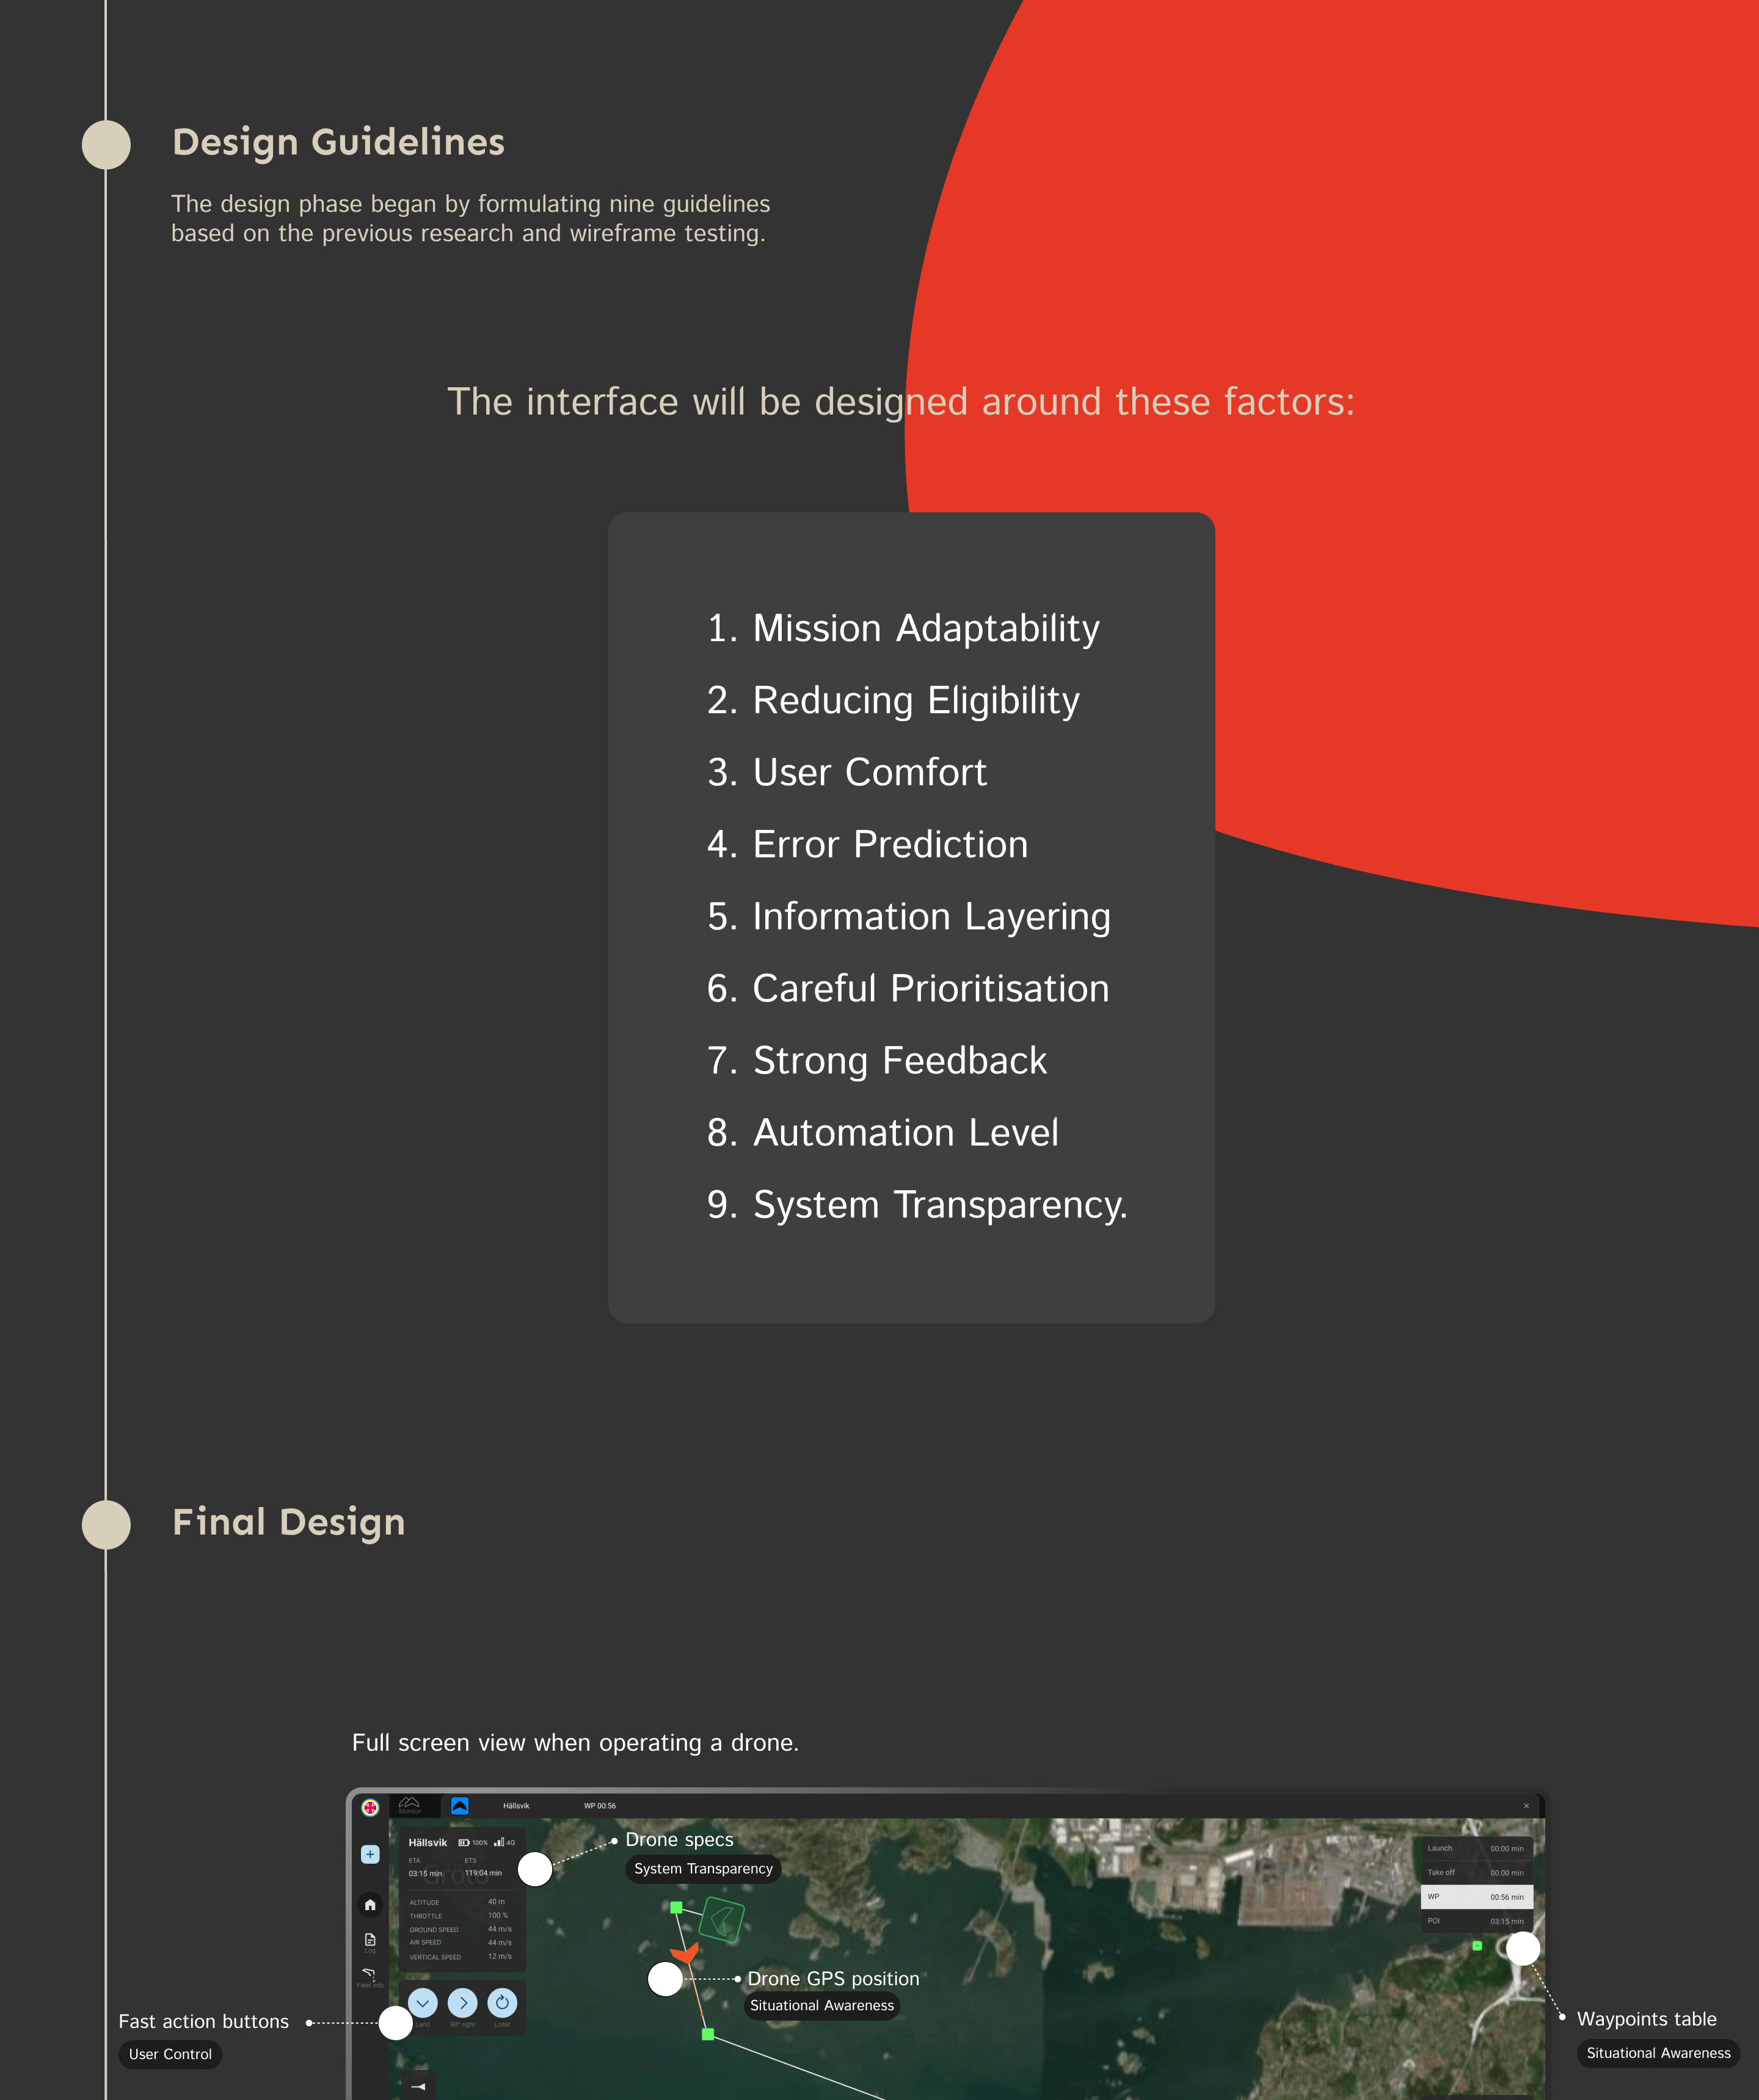 Design Guidelines
The design phase began by formulating nine guidelines
based on the previous research and wireframe testing.
The interface will be designed around these factors:
1. Mission Adaptability
2. Reducing Eligibility
3. User Comfort
4. Error Prediction
5. Information Layering
6. Careful Prioritisation
7. Strong Feedback
8. Automation Level
9. System Transparency.
Final Design
Full screen view when operating a drone.
Monitor
Hällsvik
WP 00:56
Hällsvik 100% 4G
ETA ETS
03:15 min 119:04 min
ALTITUDE 40 m
THROTTLE 100 %
GROUND SPEED 44 m/s
AIR SPEED 44 m/s
VERTICAL SPEED 12 m/s
Log
Fleet info
Land 90° right Loiter
Drone specs
System Transparency
Drone GPS position
Situational Awareness
Launch 00:00 min
Take off 00:00 min
WP 00:56 min
POI 03:15 min
Fast action buttons
User Control
Waypoints table
Situational Awareness